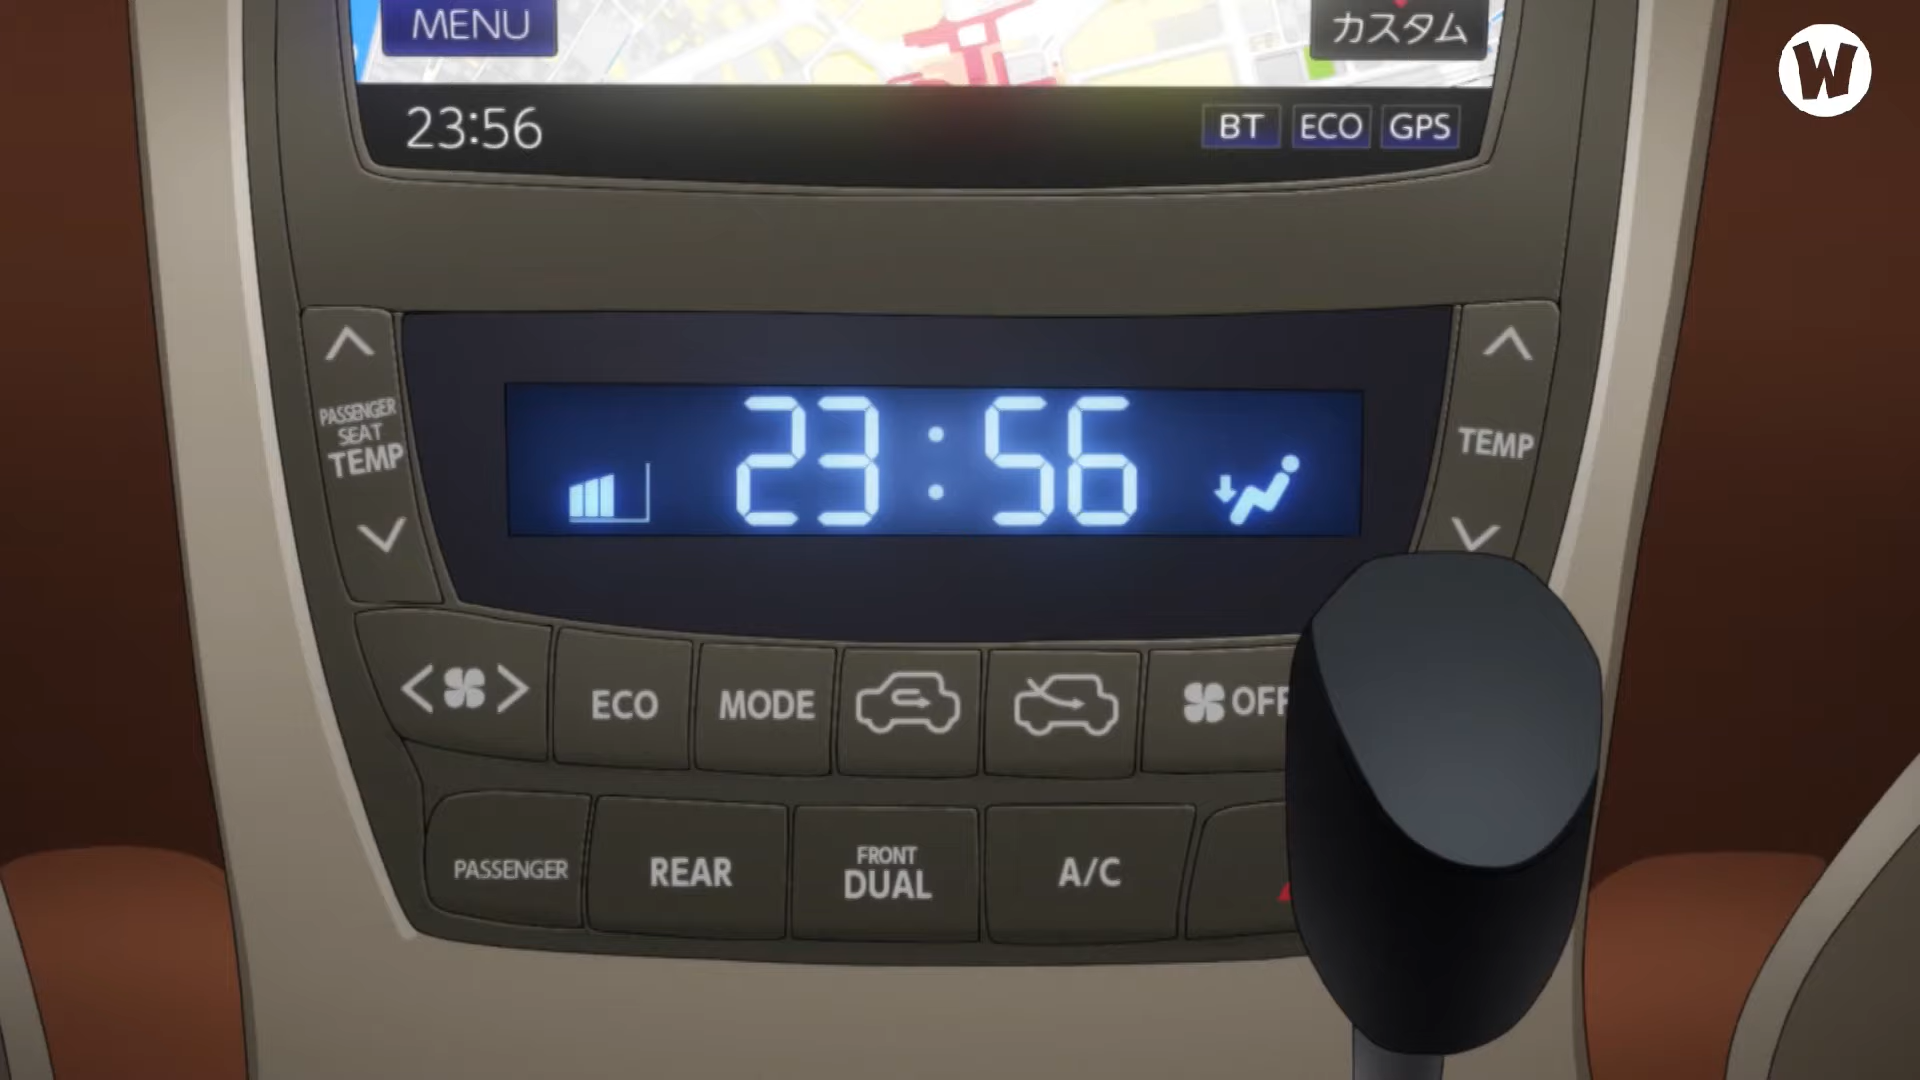 MENU
カスタム
23:56
BT ECO GPS
PASSENGER
SEAT
TEMP
23:56
TEMP
ECO
MODE
OFF
PASSENGER
REAR
FRONT
DUAL
A/C
W